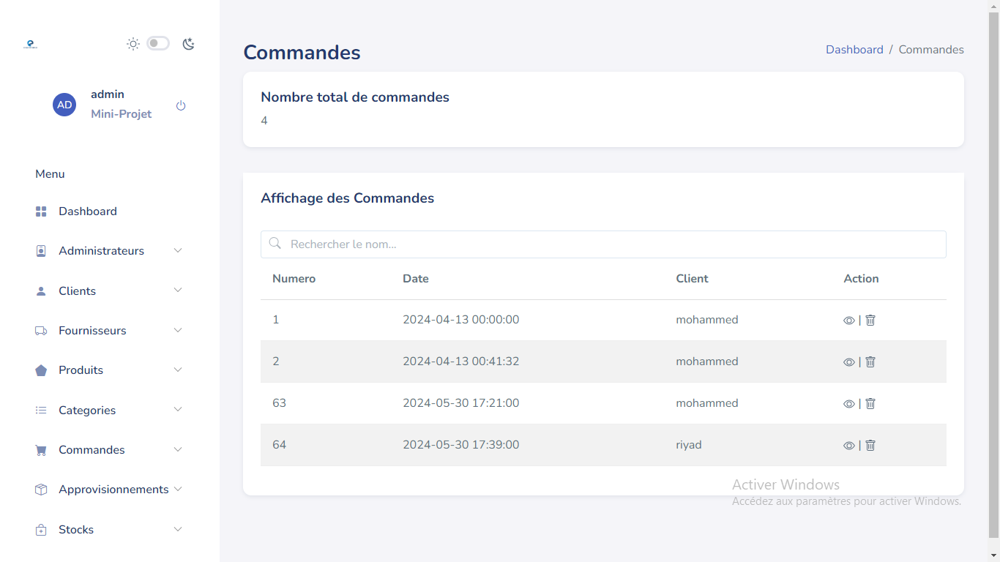 AD
admin
Mini-Projet
Menu
Dashboard
Administrateurs
Clients
Fournisseurs
Produits
Categories
Commandes
Approvisionnements
Stocks
Commandes
Dashboard / Commandes
Nombre total de commandes
4
Affichage des Commandes
Rechercher le nom...
Numero Date Client Action
1 2024-04-13 00:00:00 mohammed |
2 2024-04-13 00:41:32 mohammed |
63 2024-05-30 17:21:00 mohammed |
64 2024-05-30 17:39:00 riyad |
Activer Windows
Accédez aux paramètres pour activer Windows.